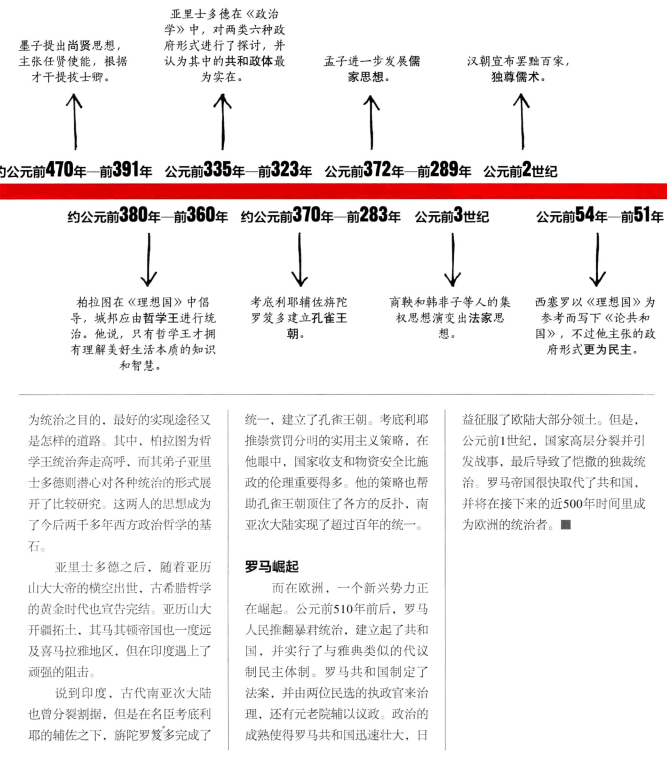 墨子提出尚贤思想，
主张任贤使能，根据
才干提拔士卿。
亚里士多德在《政治
学》中，对两类六种政
府形式进行了探讨，并
认为其中的共和政体最
为实在。
孟子进一步发展儒
家思想。
汉朝宣布罢黜百家，
独尊儒术。
约公元前470年—前391年
公元前335年—前323年
公元前372年—前289年
公元前2世纪
约公元前380年—前360年
约公元前370年—前283年
公元前3世纪
公元前54年—前51年
柏拉图在《理想国》中倡
导，城邦应由哲学王进行统
治。他说，只有哲学王才拥
有理解美好生活本质的知识
和智慧。
考底利耶辅佐旃陀
罗笈多建立孔雀王
朝。
商鞅和韩非子等人的集
权思想演变出法家思
想。
西塞罗以《理想国》为
参考而写下《论共和
国》，不过他主张的政
府形式更为民主。
为统治之目的，最好的实现途径又
是怎样的道路。其中，柏拉图为哲
学王统治奔走高呼，而其弟子亚里
士多德则潜心对各种统治的形式展
开了比较研究。这两人的思想成为
了今后两千多年西方政治哲学的基
石。
亚里士多德之后，随着亚历
山大大帝的横空出世，古希腊哲学
的黄金时代也宣告完结。亚历山大
开疆拓土，其马其顿帝国也一度远
及喜马拉雅地区，但在印度遇上了
顽强的阻击。
说到印度，古代南亚次大陆
也曾分裂割据，但是在名臣考底利
耶的辅佐之下，旃陀罗笈多完成了
统一，建立了孔雀王朝。考底利耶
推崇赏罚分明的实用主义策略，在
他眼中，国家收支和物资安全比施
政的伦理重要得多。他的策略也帮
助孔雀王朝顶住了各方的反扑，南
亚次大陆实现了超过百年的统一。
罗马崛起
而在欧洲，一个新兴势力正
在崛起。公元前510年前后，罗马
人民推翻暴君统治，建立起了共和
国，并实行了与雅典类似的代议
制民主体制。罗马共和国制定了
法案，并由两位民选的执政官来治
理，还有元老院辅以议政。政治的
成熟使得罗马共和国迅速壮大，日
益征服了欧陆大部分领土。但是，
公元前1世纪，国家高层分裂并引
发战事，最后导致了恺撒的独裁统
治。罗马帝国很快取代了共和国，
并将在接下来的近500年时间里成
为欧洲的统治者。■